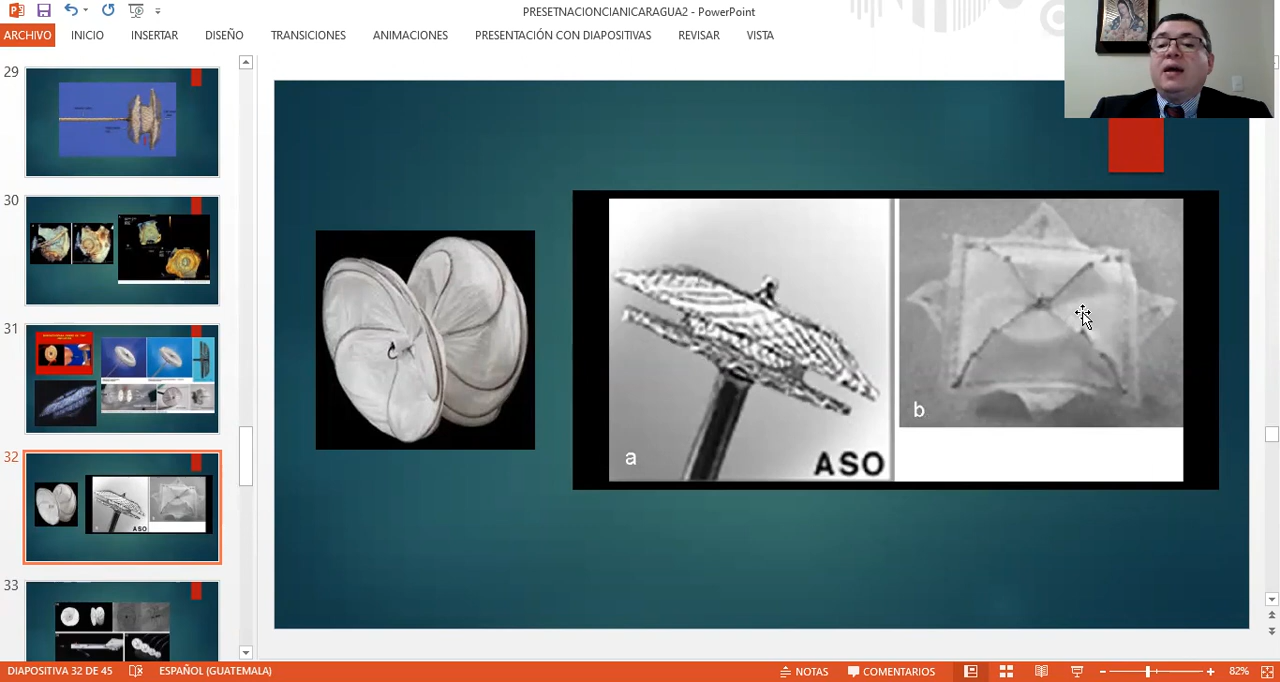 PRESETNACIONCIANICARAGUA2 - PowerPoint
ARCHIVO INICIO INSERTAR DISEÑO TRANSICIONES ANIMACIONES PRESENTACIÓN CON DIAPOSITIVAS REVISAR VISTA
29
30
31
32
ASO
33
a
ASO
b
DIAPOSITIVA 32 DE 45 ESPAÑOL (GUATEMALA) NOTAS COMENTARIOS 82%